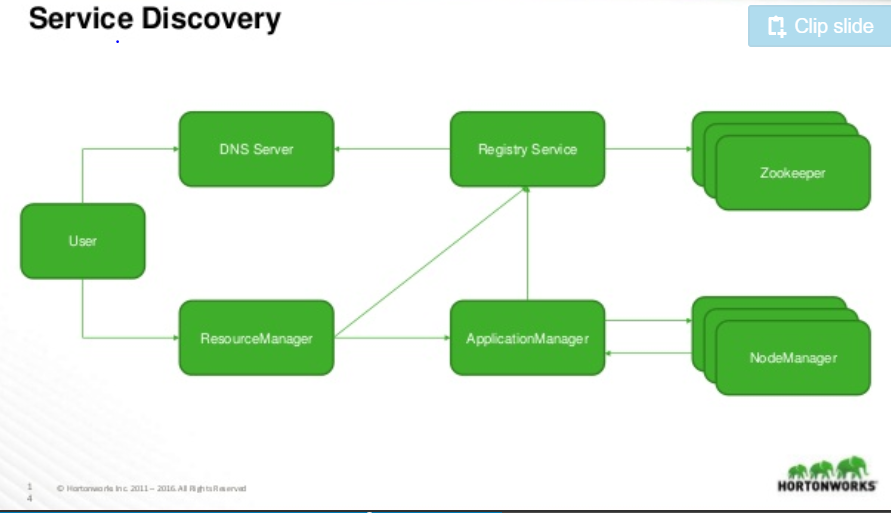 Service Discovery
Clip slide
DNS Server
Registry Service
Zookeeper
User
ResourceManager
ApplicationManager
NodeManager
1
4
© Hortonworks Inc. 2011 – 2016. All Rights Reserved
HORTONWORKS